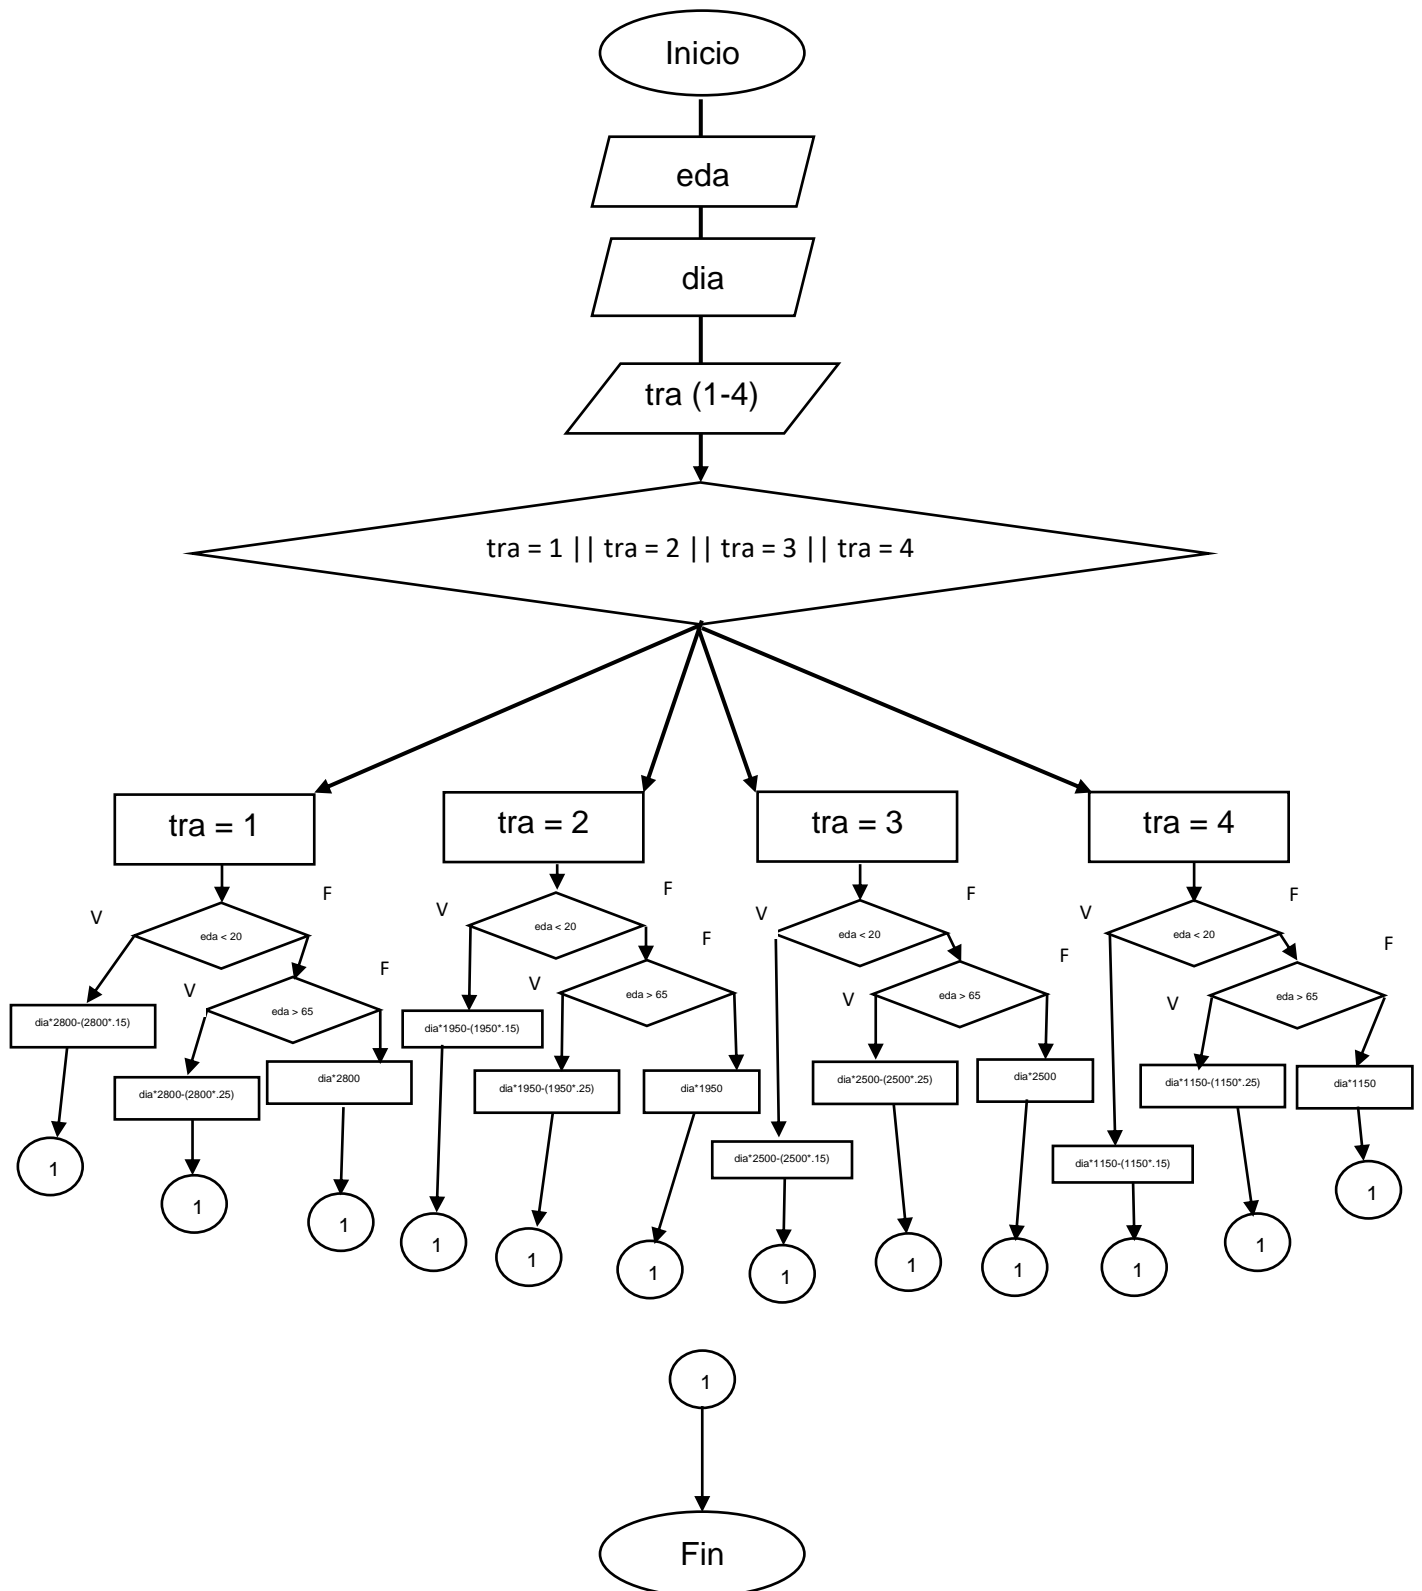 Inicio
eda
dia
tra (1-4)
tra = 1 || tra = 2 || tra = 3 || tra = 4
tra = 1
tra = 2
tra = 3
tra = 4
V
F
V
F
V
F
V
F
eda < 20
eda < 20
eda < 20
eda < 20
V
F
V
F
V
F
V
F
eda > 65
eda > 65
eda > 65
eda > 65
dia*2800-(2800*.15)
dia*2800-(2800*.25)
dia*2800
dia*1950-(1950*.15)
dia*1950-(1950*.25)
dia*1950
dia*2500-(2500*.15)
dia*2500-(2500*.25)
dia*2500
dia*1150-(1150*.15)
dia*1150-(1150*.25)
dia*1150
1
1
1
1
1
1
1
1
1
1
1
1
1
Fin